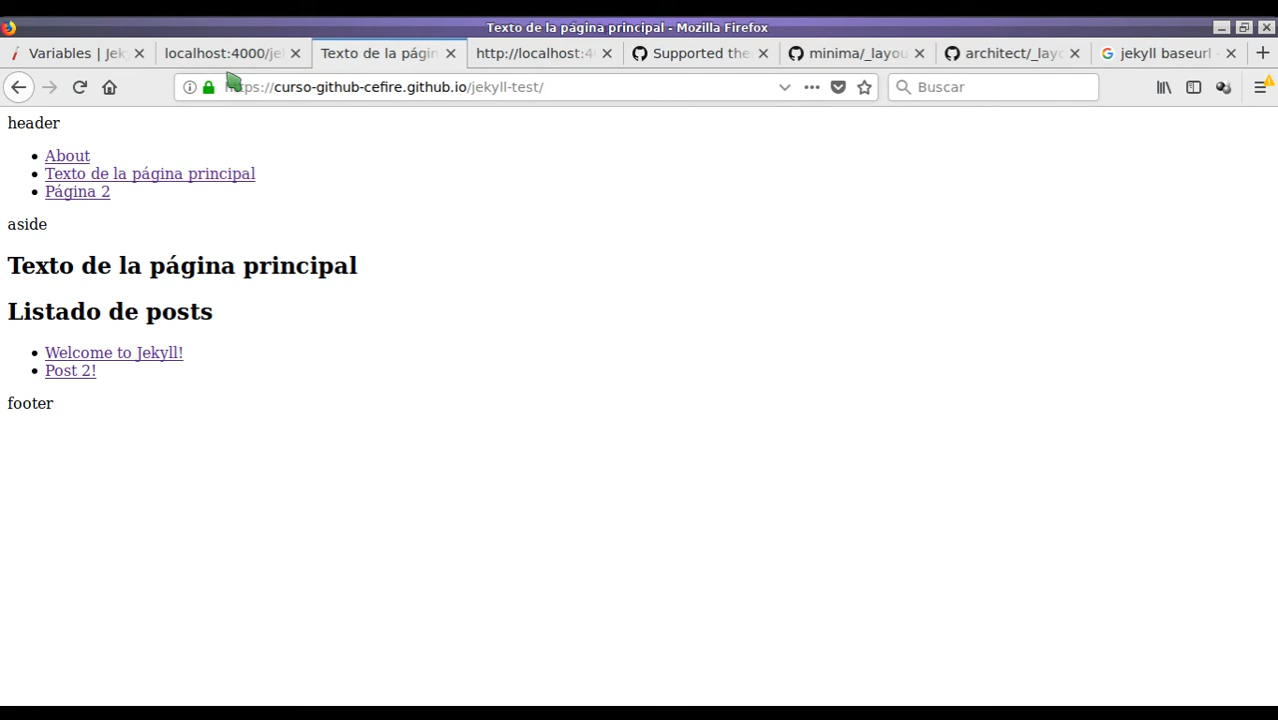 Texto de la página principal - Mozilla Firefox
Variables | Jek
localhost:4000/je
Texto de la págin
http://localhost:4
Supported the
minima/_layou
architect/_layo
G jekyll baseurl -
https://curso-github-cefire.github.io/jekyll-test/
Buscar
header
About
Texto de la página principal
Página 2
aside
Texto de la página principal
Listado de posts
Welcome to Jekyll!
Post 2!
footer